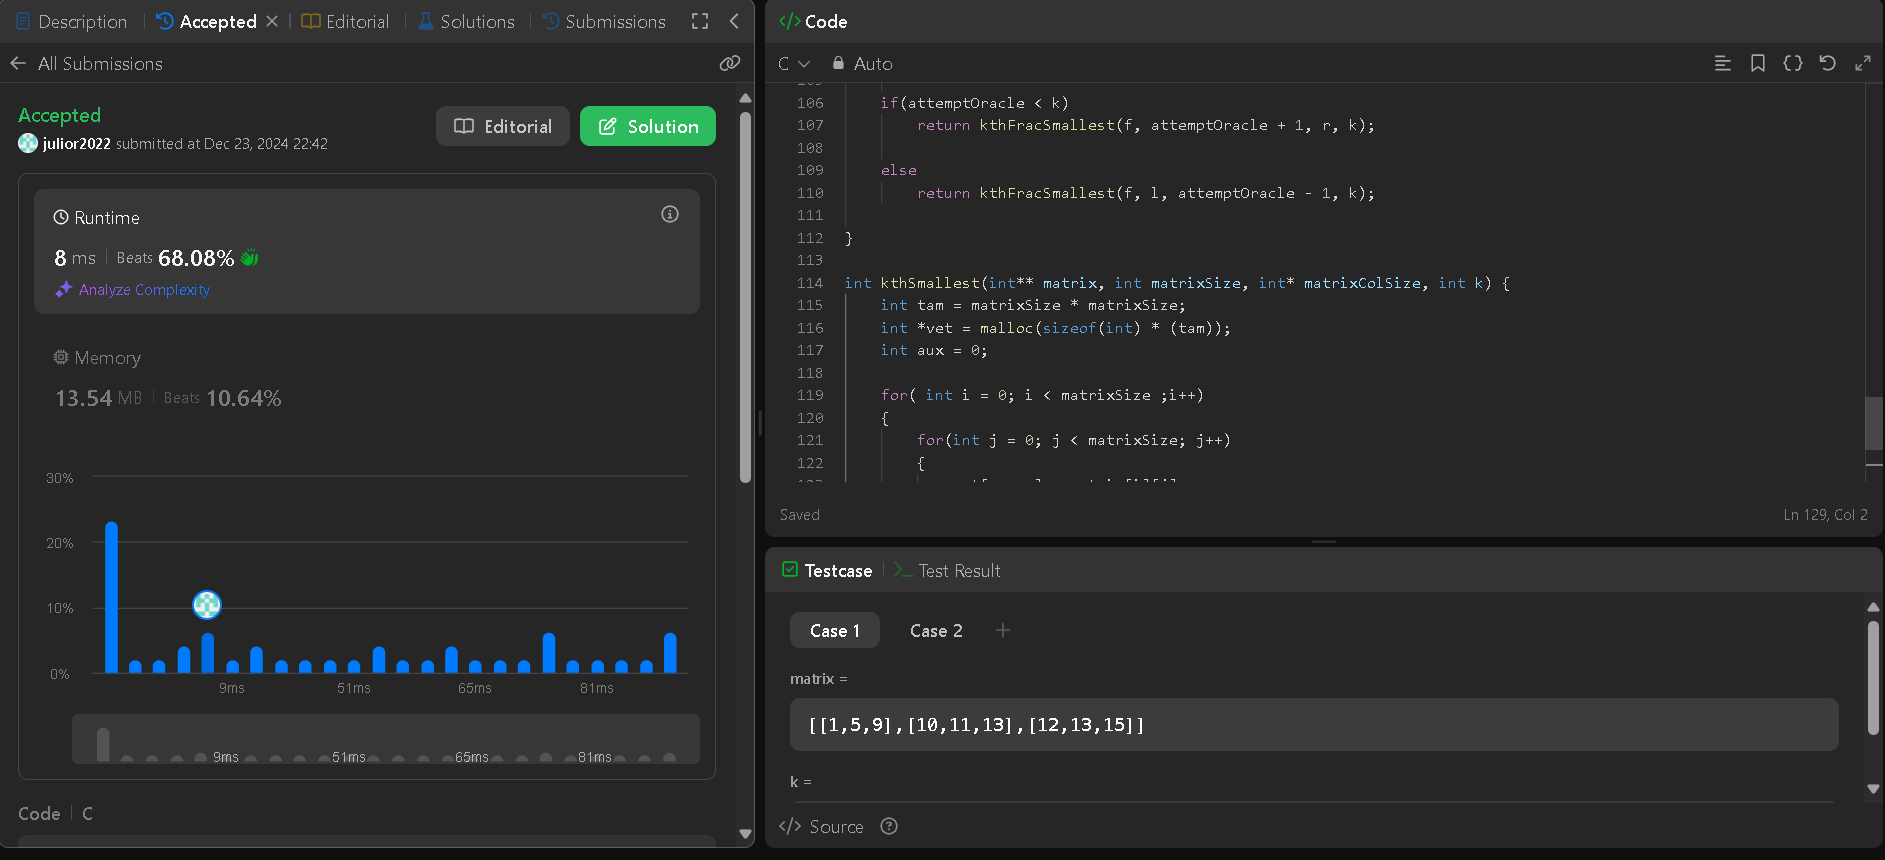 Description
Accepted
Editorial
Solutions
Submissions
All Submissions
Accepted
julior2022 submitted at Dec 23, 2024 22:42
Editorial
Solution
Runtime
8 ms
Beats 68.08%
Analyze Complexity
Memory
13.54 MB
Beats 10.64%
30%
20%
10%
0%
9ms 51ms 65ms 81ms
9ms 51ms 65ms 81ms
Code C
</> Code
C Auto
106 if(attemptOracle < k)
107 return kthFracSmallest(f, attemptOracle + 1, r, k);
108
109 else
110 return kthFracSmallest(f, l, attemptOracle - 1, k);
111
112 }
113
114 int kthSmallest(int** matrix, int matrixSize, int* matrixColSize, int k) {
115 int tam = matrixSize * matrixSize;
116 int *vet = malloc(sizeof(int) * (tam));
117 int aux = 0;
118
119 for( int i = 0; i < matrixSize ;i++)
120 {
121 for(int j = 0; j < matrixSize; j++)
122 {
Saved
Ln 129, Col 2
Testcase
>_ Test Result
Case 1
Case 2
+
matrix =
[[1,5,9],[10,11,13],[12,13,15]]
k =
</> Source ?